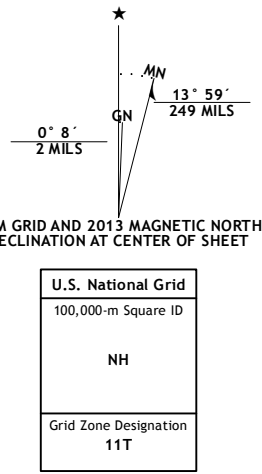 ★
MN
GN
13° 59´
249 MILS
0° 8´
2 MILS
M GRID AND 2013 MAGNETIC NORTH
ECLINATION AT CENTER OF SHEET
U.S. National Grid
100,000-m Square ID
NH
Grid Zone Designation
11T